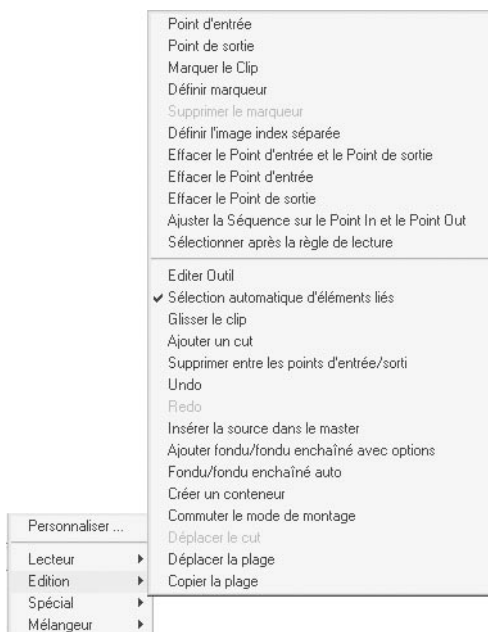 Point d'entrée
Point de sortie
Marquer le Clip
Définir marqueur
Supprimer le marqueur
Définir l'image index séparée
Effacer le Point d'entrée et le Point de sortie
Effacer le Point d'entrée
Effacer le Point de sortie
Ajuster la Séquence sur le Point In et le Point Out
Sélectionner après la règle de lecture
Editer Outil
Sélection automatique d'éléments liés
Glisser le clip
Ajouter un cut
Supprimer entre les points d'entrée/sorti
Undo
Redo
Insérer la source dans le master
Ajouter fondu/fondu enchaîné avec options
Fondu/fondu enchaîné auto
Créer un conteneur
Commuter le mode de montage
Déplacer le cut
Déplacer la plage
Copier la plage
Personnaliser ...
Lecteur
Edition
Spécial
Mélangeur